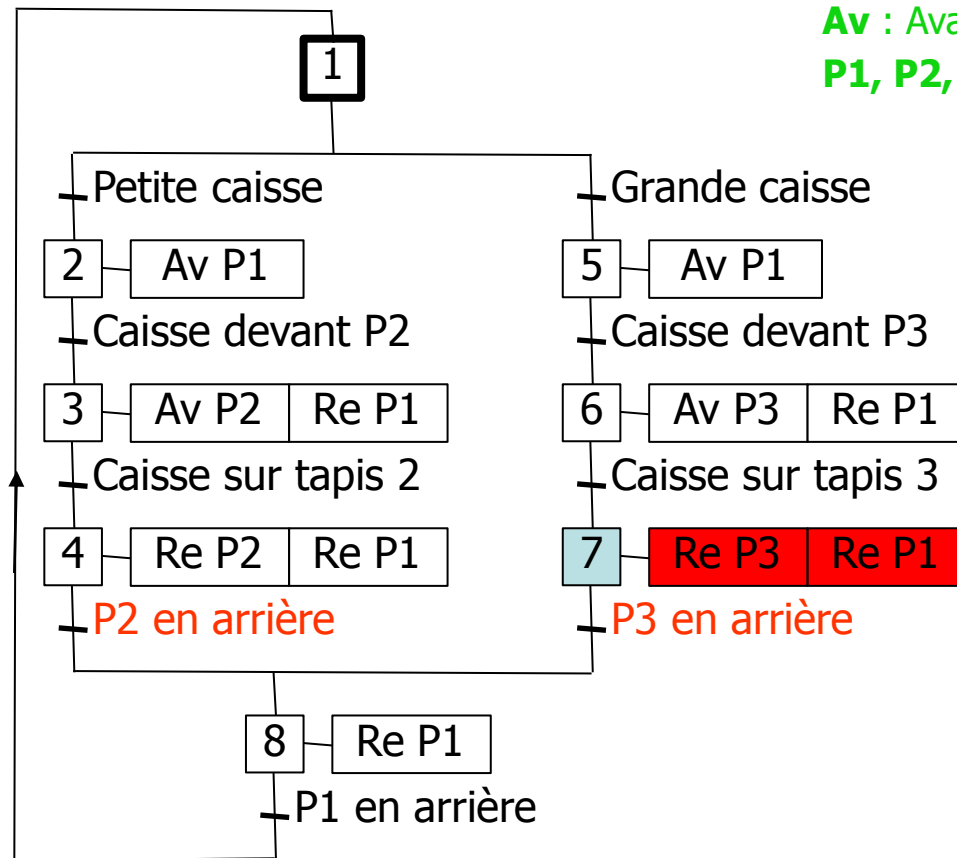 Av : Ava
P1, P2,
1
Petite caisse
Grande caisse
2 Av P1
5 Av P1
Caisse devant P2
Caisse devant P3
3 Av P2 Re P1
6 Av P3 Re P1
Caisse sur tapis 2
Caisse sur tapis 3
4 Re P2 Re P1
7 Re P3 Re P1
P2 en arrière
P3 en arrière
8 Re P1
P1 en arrière